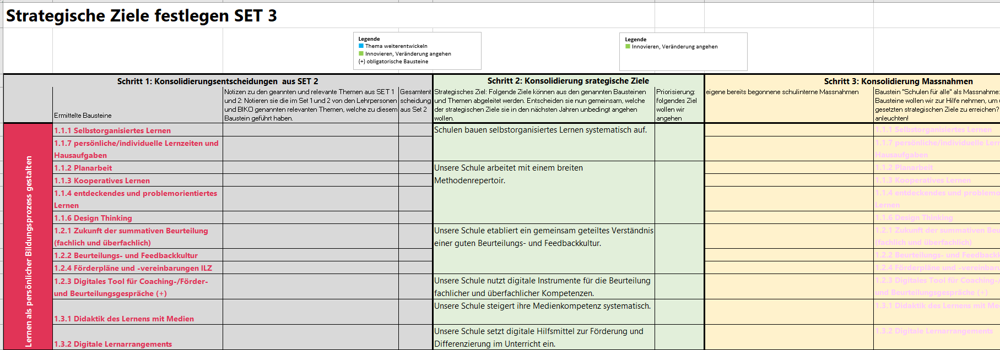 Strategische Ziele festlegen SET 3
Legende
Thema weiterentwickeln
Innovieren, Veränderung angehen
(+) obligatorische Bausteine
Legende
Innovieren, Veränderung angehen
Schritt 1: Konsolidierungsentscheidungen aus SET 2
Schritt 2: Konsolidierung srategische Ziele
Schritt 3: Konsolidierung Massnahmen
Ermittelte Bausteine
Notizen zu den geannten und relevante Themen aus SET 1
und 2: Notieren sie die im Set 1 und 2 von den Lehrpersonen
und BIKO genannten relevanten Themen, welche zu diesem
Baustein geführt haben.
Gesamtent
scheidung
aus Set 2
Strategisches Ziel: Folgende Ziele können aus den genannten Bausteinen
und Themen abgeleitet werden. Entscheiden sie nun gemeinsam, welche
der strategischen Ziele sie in den nächsten Jahren unbedingt angehen
wollen.
Priorisierung:
folgendes Ziel
wollen wir
angehen
eigene bereits begonnene schulinterne Massnahmen
Baustein "Schulen für alle" als Massnahme:
Bausteine wollen wir zur Hilfe nehmen, um
gesetzten strategischen Ziele zu erreichen?
anleuchten!
Lernen als persönlicher Bildungsprozess gestalten
1.1.1 Selbstorganisiertes Lernen
Schulen bauen selbstorganisiertes Lernen systematisch auf.
1.1.1 Selbstorganisiertes Lernen
1.1.7 persönliche/individuelle Lernzeiten und
Hausaufgaben
1.1.7 persönliche/individuelle Lern
Hausaufgaben
1.1.2 Planarbeit
Unsere Schule arbeitet mit einem breiten
Methodenrepertoir.
1.1.2 Planarbeit
1.1.3 Kooperatives Lernen
1.1.3 Kooperatives Lernen
1.1.4 entdeckendes und problemorientiertes
Lernen
1.1.4 entdeckendes und problemo
Lernen
1.1.6 Design Thinking
1.1.6 Design Thinking
1.2.1 Zukunft der summativen Beurteilung
(fachlich und überfachlich)
Unsere Schule etabliert ein gemeinsam geteiltes Verständnis
einer guten Beurteilungs- und Feedbackkultur.
1.2.1 Zukunft der summativen Beu
(fachlich und überfachlich)
1.2.2 Beurteilungs- und Feedbackkultur
1.2.2 Beurteilungs- und Feedbackk
1.2.4 Förderpläne und -vereinbarungen ILZ
1.2.4 Förderpläne und -vereinbaru
1.2.3 Digitales Tool für Coaching-/Förder-
und Beurteilungsgespräche (+)
Unsere Schule nutzt digitale Instrumente für die Beurteilung
fachlicher und überfachlicher Kompetenzen.
1.2.3 Digitales Tool für Coaching-/
und Beurteilungsgespräche (+)
1.3.1 Didaktik des Lernens mit Medien
Unsere Schule steigert ihre Medienkompetenz systematisch.
1.3.1 Didaktik des Lernens mit Me
1.3.2 Digitale Lernarrangements
Unsere Schule setzt digitale Hilfsmittel zur Förderung und
Differenzierung im Unterricht ein.
1.3.2 Digitale Lernarrangements